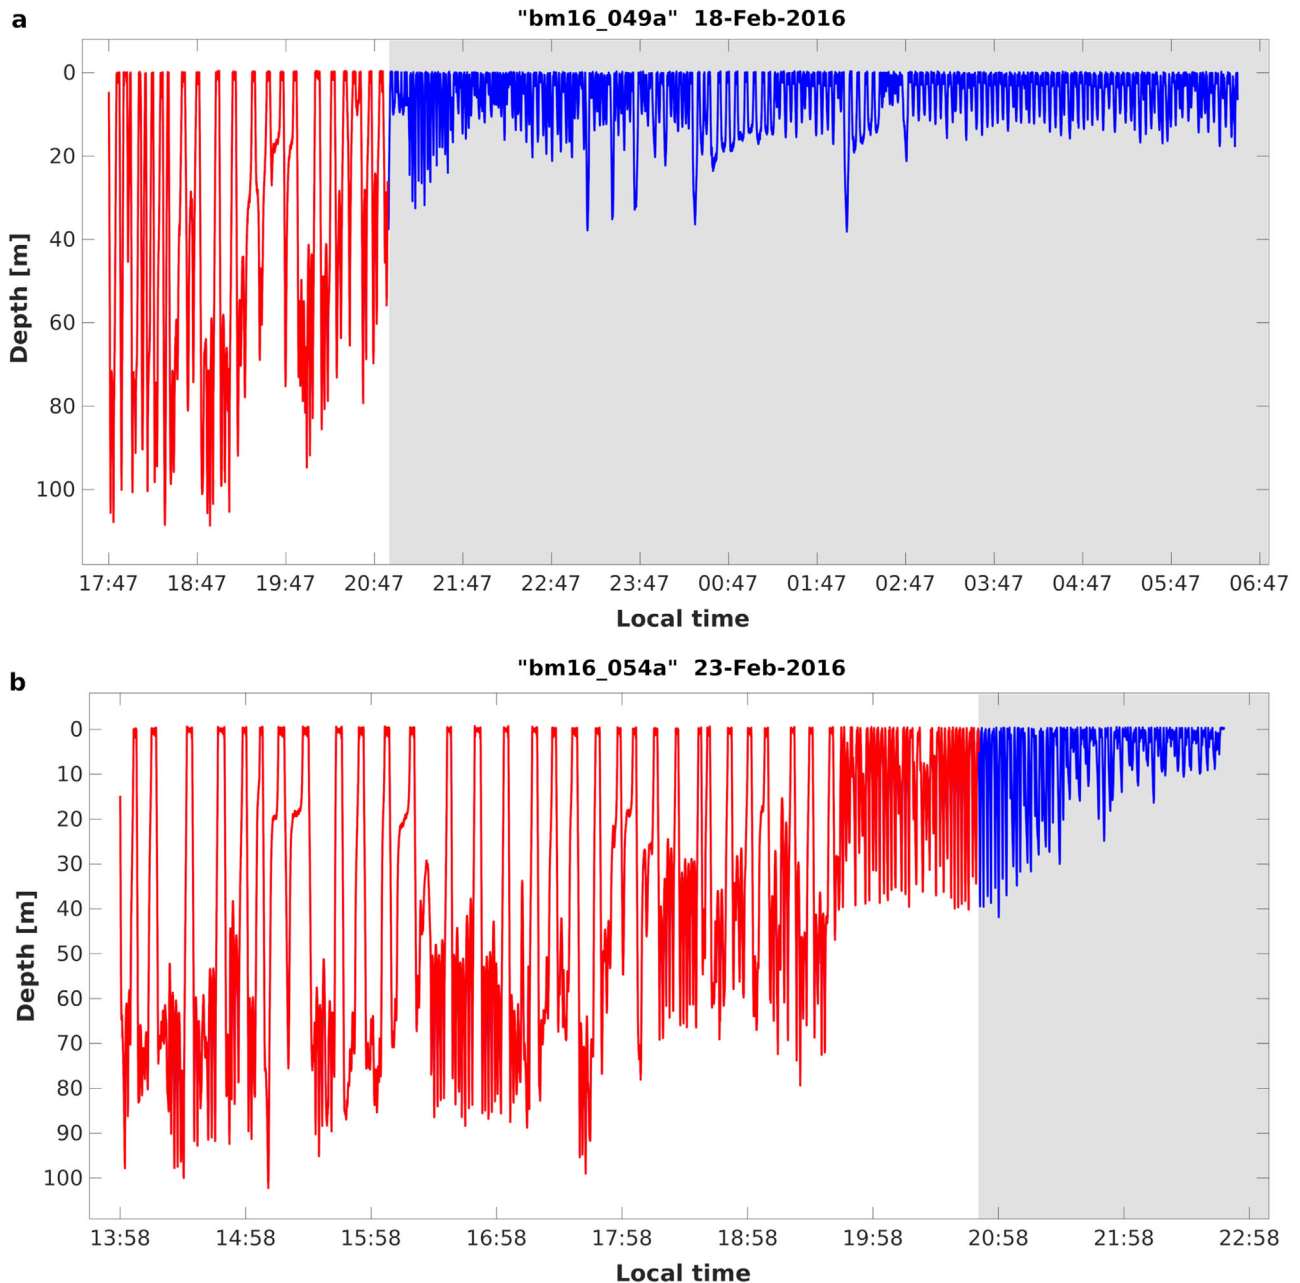 a
"bm16_049a" 18-Feb-2016
0
20
40
60
80
100
Depth [m]
17:47 18:47 19:47 20:47 21:47 22:47 23:47 00:47 01:47 02:47 03:47 04:47 05:47 06:47
Local time
b
"bm16_054a" 23-Feb-2016
0
10
20
30
40
50
60
70
80
90
100
Depth [m]
13:58 14:58 15:58 16:58 17:58 18:58 19:58 20:58 21:58 22:58
Local time